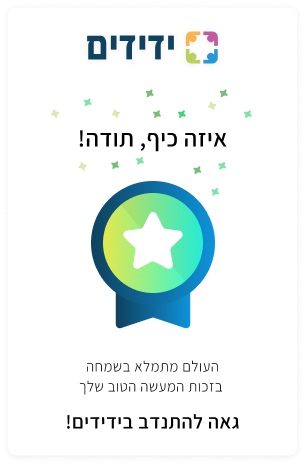 ידידים
איזה כיף, תודה!
העולם מתמלא בשמחה
בזכות המעשה הטוב שלך
גאה להתנדב בידידים!